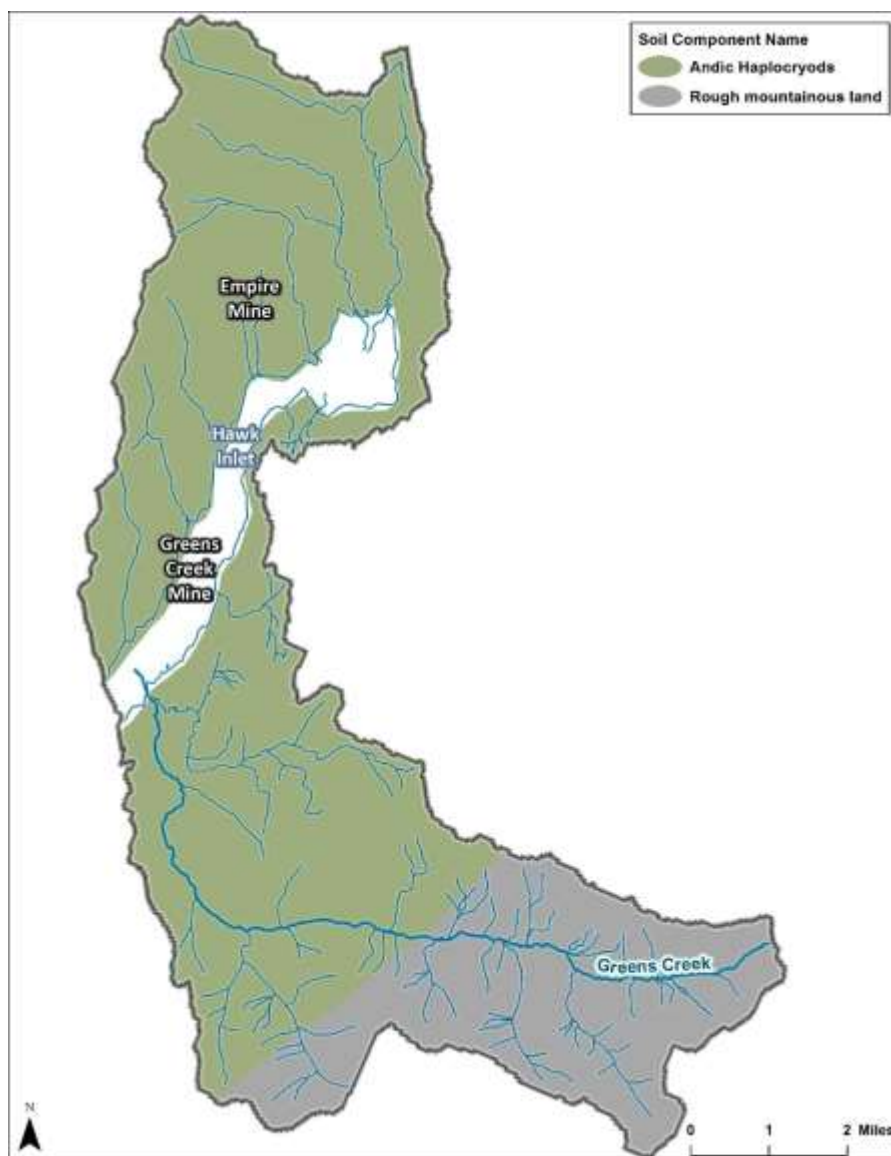 Soil Component Name
Andic Haplocryods
Rough mountainous land
Empire
Mine
Hawk
Inlet
Greens
Creek
Mine
Greens Creek
N
0 1 2 Miles